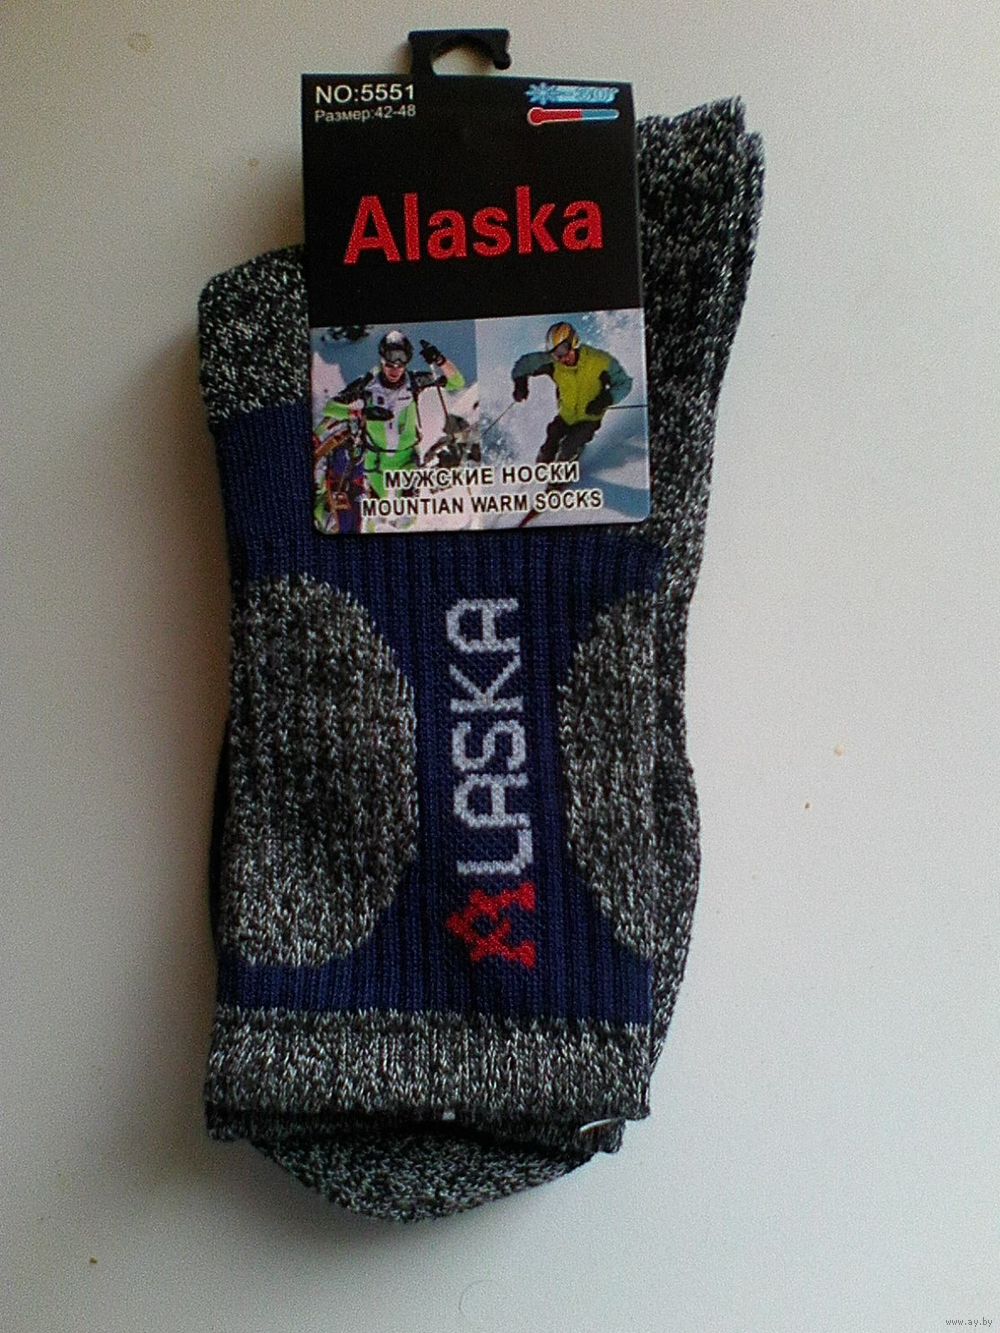 NO:5551
Размер:42-48
Alaska
МУЖСКИЕ НОСКИ
MOUNTIAN WARM SOCKS
ALASKA
www.ay.by